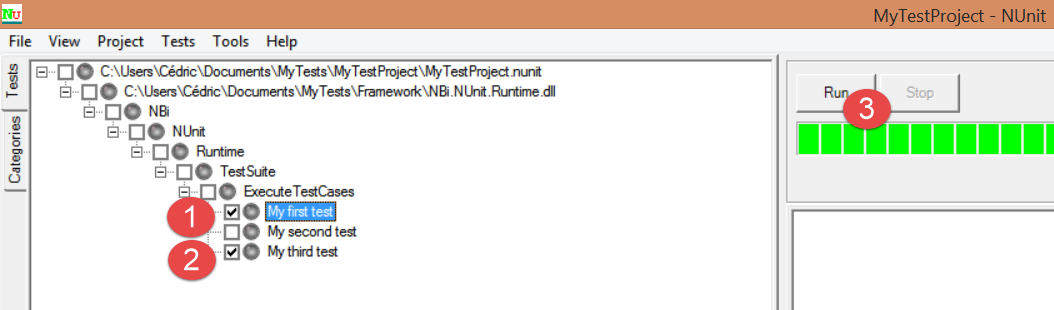 NU
MyTestProject - NUnit
File View Project Tests Tools Help
Tests
Categories
C:\Users\Cédric\Documents\MyTests\MyTestProject\MyTestProject.nunit
C:\Users\Cédric\Documents\MyTests\Framework\NBi.NUnit.Runtime.dll
NBi
NUnit
Runtime
TestSuite
ExecuteTestCases
1 My first test
My second test
2 My third test
Run Stop
3